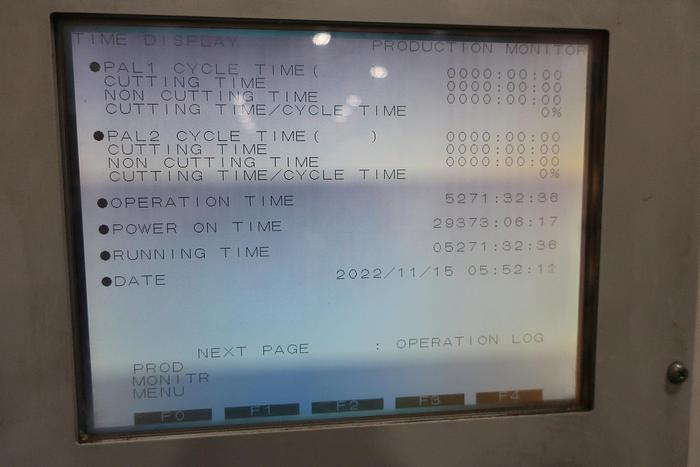 TIME DISPLAY PRODUCTION MONITOR
●PAL1 CYCLE TIME( 0000:00:00
CUTTING TIME 0000:00:00
NON CUTTING TIME 0000:00:00
CUTTING TIME/CYCLE TIME 0%
●PAL2 CYCLE TIME( ) 0000:00:00
CUTTING TIME 0000:00:00
NON CUTTING TIME 0000:00:00
CUTTING TIME/CYCLE TIME 0%
●OPERATION TIME 5271:32:36
●POWER ON TIME 29373:06:17
●RUNNING TIME 05271:32:36
●DATE 2022/11/15 05:52:12
NEXT PAGE : OPERATION LOG
PROD
MONITR
MENU
F0 F1 F2 F3 F4